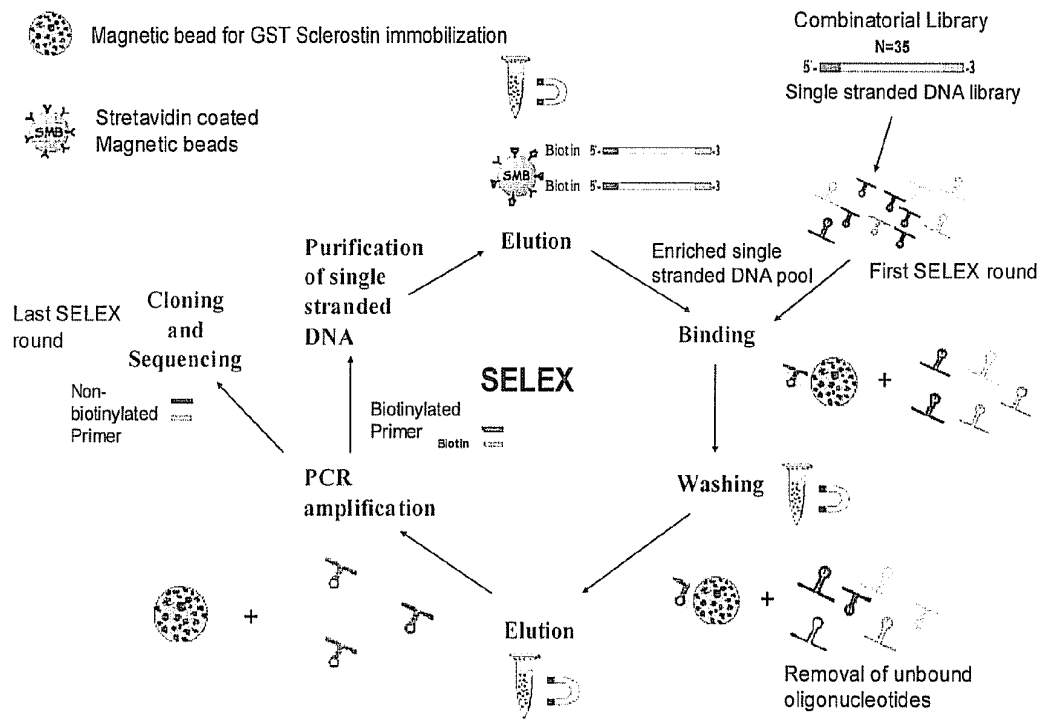 Magnetic bead for GST Sclerostin immobilization
SMB
Stretavidin coated
Magnetic beads
Combinatorial Library
N=35
5'- -3
Single stranded DNA library
First SELEX round
SMB
Biotin 5'- -3
Biotin 5'- -3
Elution
Enriched single
stranded DNA pool
Binding
+
Washing
+
Removal of unbound
oligonucleotides
Elution
+
PCR
amplification
Biotinylated
Primer
Biotin
Purification
of single
stranded
DNA
SELEX
Non-
biotinylated
Primer
Cloning
and
Sequencing
Last SELEX
round